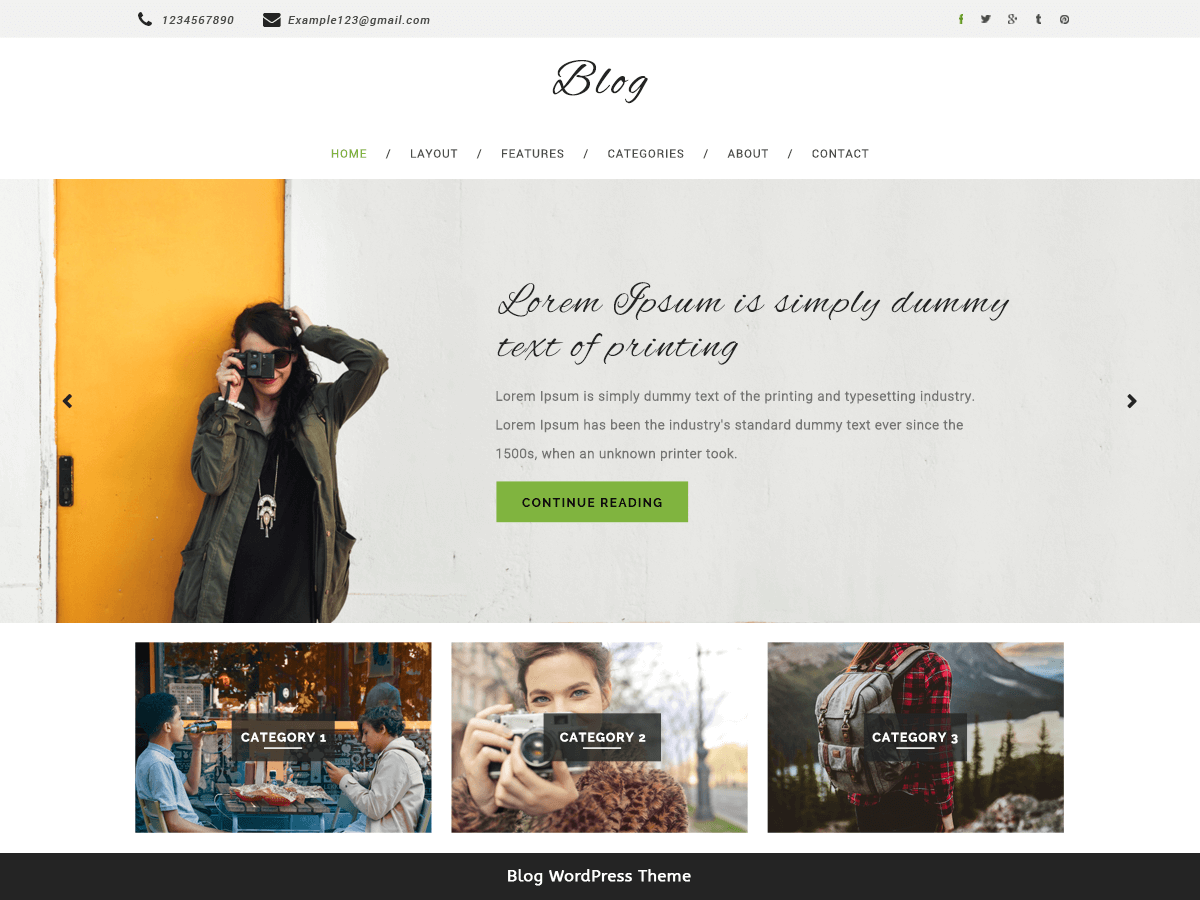 1234567890 Example123@gmail.com
Blog
HOME / LAYOUT / FEATURES / CATEGORIES / ABOUT / CONTACT
Lorem Ipsum is simply dummy
text of printing
Lorem Ipsum is simply dummy text of the printing and typesetting industry.
Lorem Ipsum has been the industry's standard dummy text ever since the
1500s, when an unknown printer took.
CONTINUE READING
CATEGORY 1 CATEGORY 2 CATEGORY 3
Blog WordPress Theme